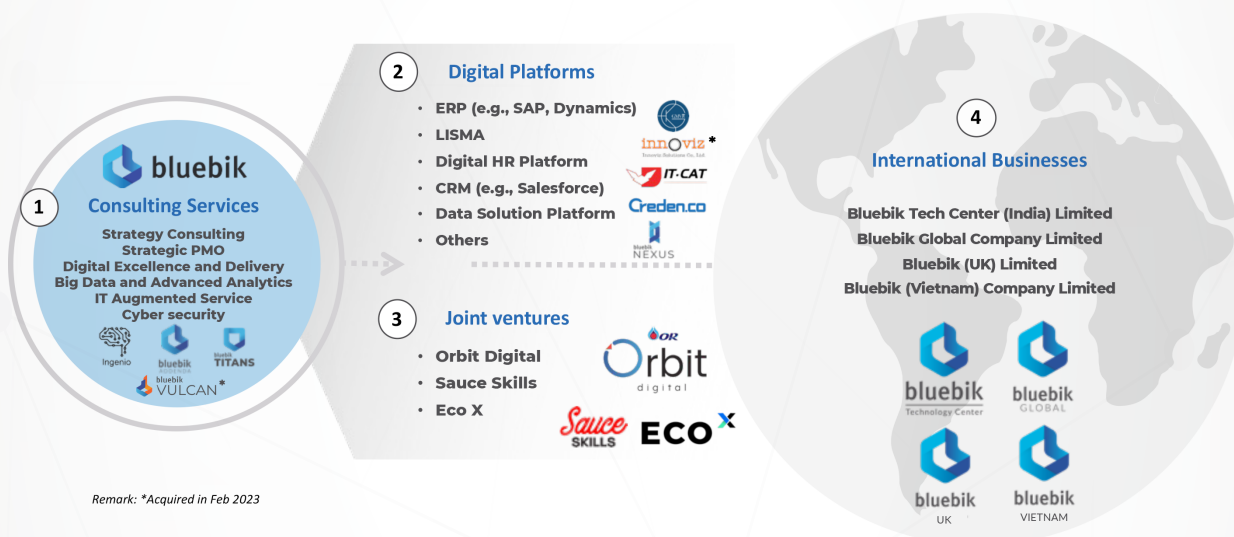 bluebik
1
Consulting Services
Strategy Consulting
Strategic PMO
Digital Excellence and Delivery
Big Data and Advanced Analytics
IT Augmented Service
Cyber security
Ingenio
bluebik
bluebik
TITANS
bluebik
VULCAN*
Remark: *Acquired in Feb 2023
2
Digital Platforms
• ERP (e.g., SAP, Dynamics)
• LISMA
• Digital HR Platform
• CRM (e.g., Salesforce)
• Data Solution Platform
• Others
innoviz *
IT·CAT
Creden.co
bluebik
NEXUS
3
Joint ventures
• Orbit Digital
• Sauce Skills
• Eco X
OR
Orbit
digital
Sauce
SKILLS
ECO X
4
International Businesses
Bluebik Tech Center (India) Limited
Bluebik Global Company Limited
Bluebik (UK) Limited
Bluebik (Vietnam) Company Limited
bluebik
Technology Center
bluebik
GLOBAL
bluebik
UK
bluebik
VIETNAM